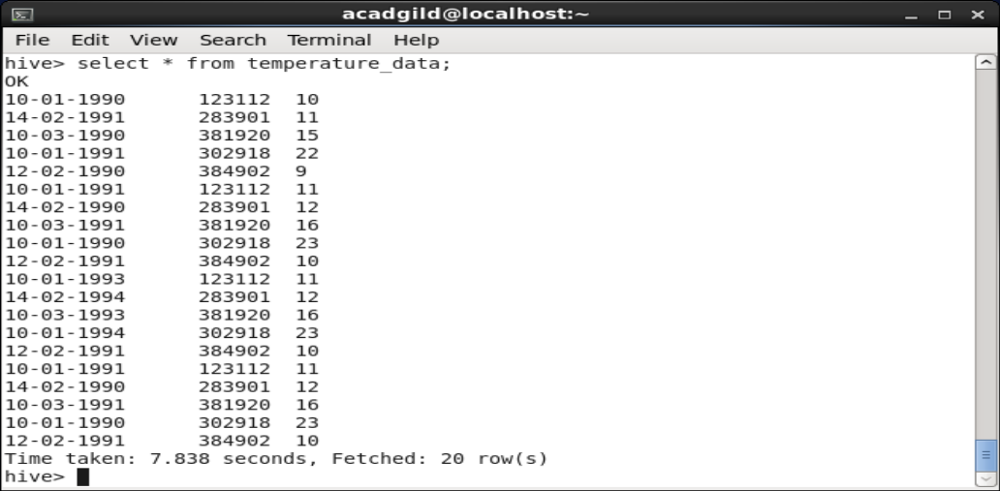 acadgild@localhost:~
File Edit View Search Terminal Help
hive> select * from temperature_data;
OK
10-01-1990 123112 10
14-02-1991 283901 11
10-03-1990 381920 15
10-01-1991 302918 22
12-02-1990 384902 9
10-01-1991 123112 11
14-02-1990 283901 12
10-03-1991 381920 16
10-01-1990 302918 23
12-02-1991 384902 10
10-01-1993 123112 11
14-02-1994 283901 12
10-03-1993 381920 16
10-01-1994 302918 23
12-02-1991 384902 10
10-01-1991 123112 11
14-02-1990 283901 12
10-03-1991 381920 16
10-01-1990 302918 23
12-02-1991 384902 10
Time taken: 7.838 seconds, Fetched: 20 row(s)
hive>